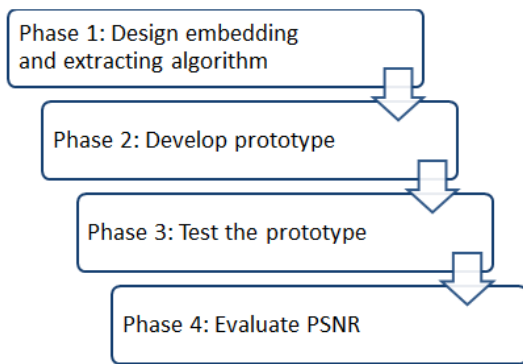 Phase 1: Design embedding
and extracting algorithm
Phase 2: Develop prototype
Phase 3: Test the prototype
Phase 4: Evaluate PSNR